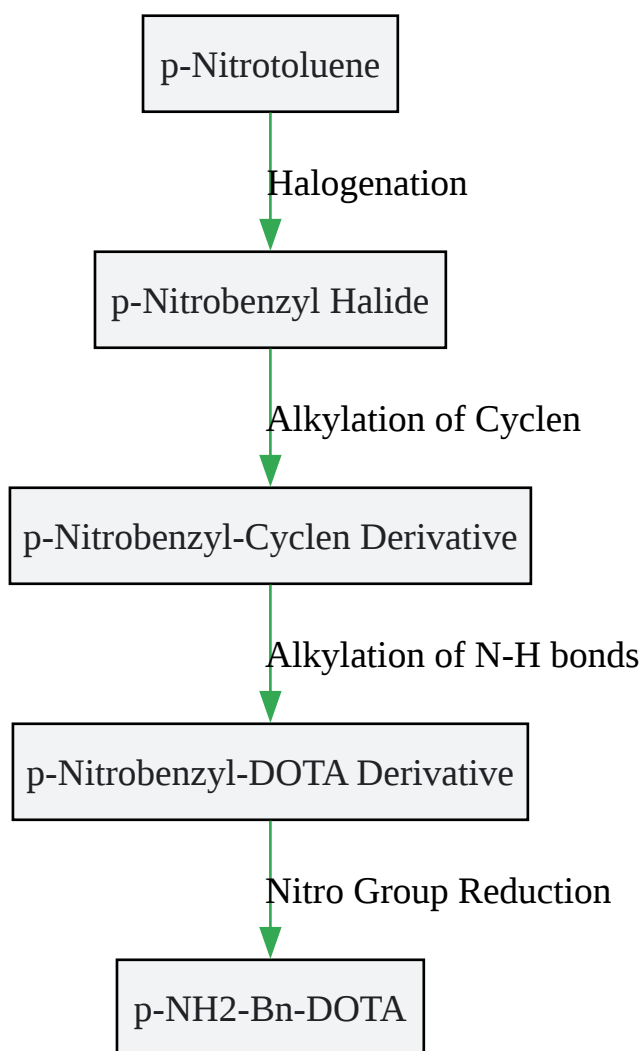 p-Nitrotoluene
Halogenation
p-Nitrobenzyl Halide
Alkylation of Cyclen
p-Nitrobenzyl-Cyclen Derivative
Alkylation of N-H bonds
p-Nitrobenzyl-DOTA Derivative
Nitro Group Reduction
p-NH2-Bn-DOTA